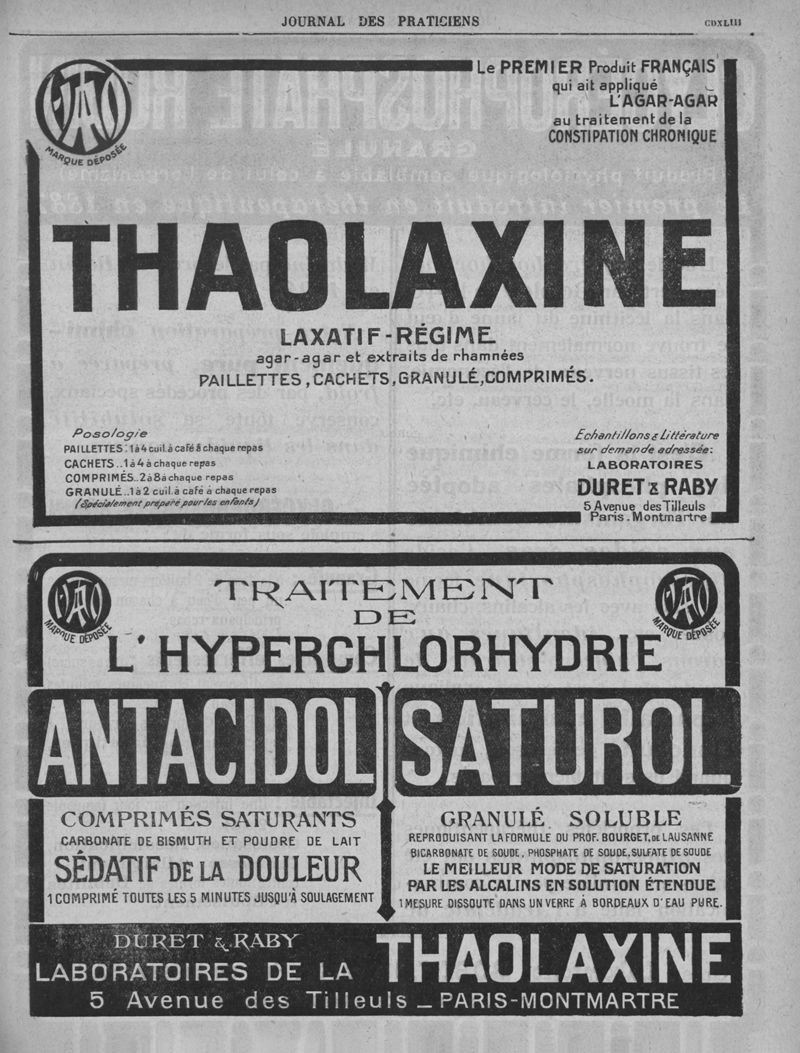 JOURNAL DES PRATICIENS
CDXLIII
MARQUE DÉPOSÉE
Le PREMIER Produit FRANÇAIS
qui ait appliqué
L'AGAR-AGAR
au traitement de la
CONSTIPATION CHRONIQUE
THAOLAXINE
LAXATIF-RÉGIME
agar-agar et extraits de rhamnées
PAILLETTES, CACHETS, GRANULÉ, COMPRIMÉS.
Posologie
PAILLETTES: 1 à 4 cuil. à café à chaque repas
CACHETS .. 1 à 4 à chaque repas
COMPRIMÉS.. 2 à 8 à chaque repas
GRANULÉ .. 1 à 2 cuil. à café à chaque repas
(Spécialement préparé pour les enfants)
Echantillons & Littérature
sur demande adressée:
LABORATOIRES
DURET & RABY
5 Avenue des Tilleuls
Paris. Montmartre
MARQUE DÉPOSÉE
MARQUE DÉPOSÉE
TRAITEMENT
DE
L'HYPERCHLORHYDRIE
ANTACIDOL
COMPRIMÉS SATURANTS
CARBONATE DE BISMUTH ET POUDRE DE LAIT
SÉDATIF DE LA DOULEUR
1 COMPRIMÉ TOUTES LES 5 MINUTES JUSQU'À SOULAGEMENT
SATUROL
GRANULÉ SOLUBLE
REPRODUISANT LA FORMULE DU PROF. BOURGET, DE LAUSANNE
BICARBONATE DE SOUDE, PHOSPHATE DE SOUDE, SULFATE DE SOUDE
LE MEILLEUR MODE DE SATURATION
PAR LES ALCALINS EN SOLUTION ÉTENDUE
1 MESURE DISSOUTE DANS UN VERRE À BORDEAUX D'EAU PURE.
DURET & RABY
LABORATOIRES DE LA THAOLAXINE
5 Avenue des Tilleuls _ PARIS-MONTMARTRE